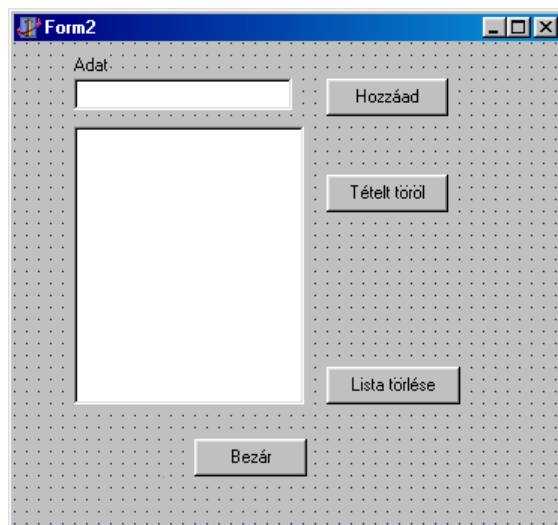 Form2
Adat
Hozzáad
Tételt töröl
Lista törlése
Bezár